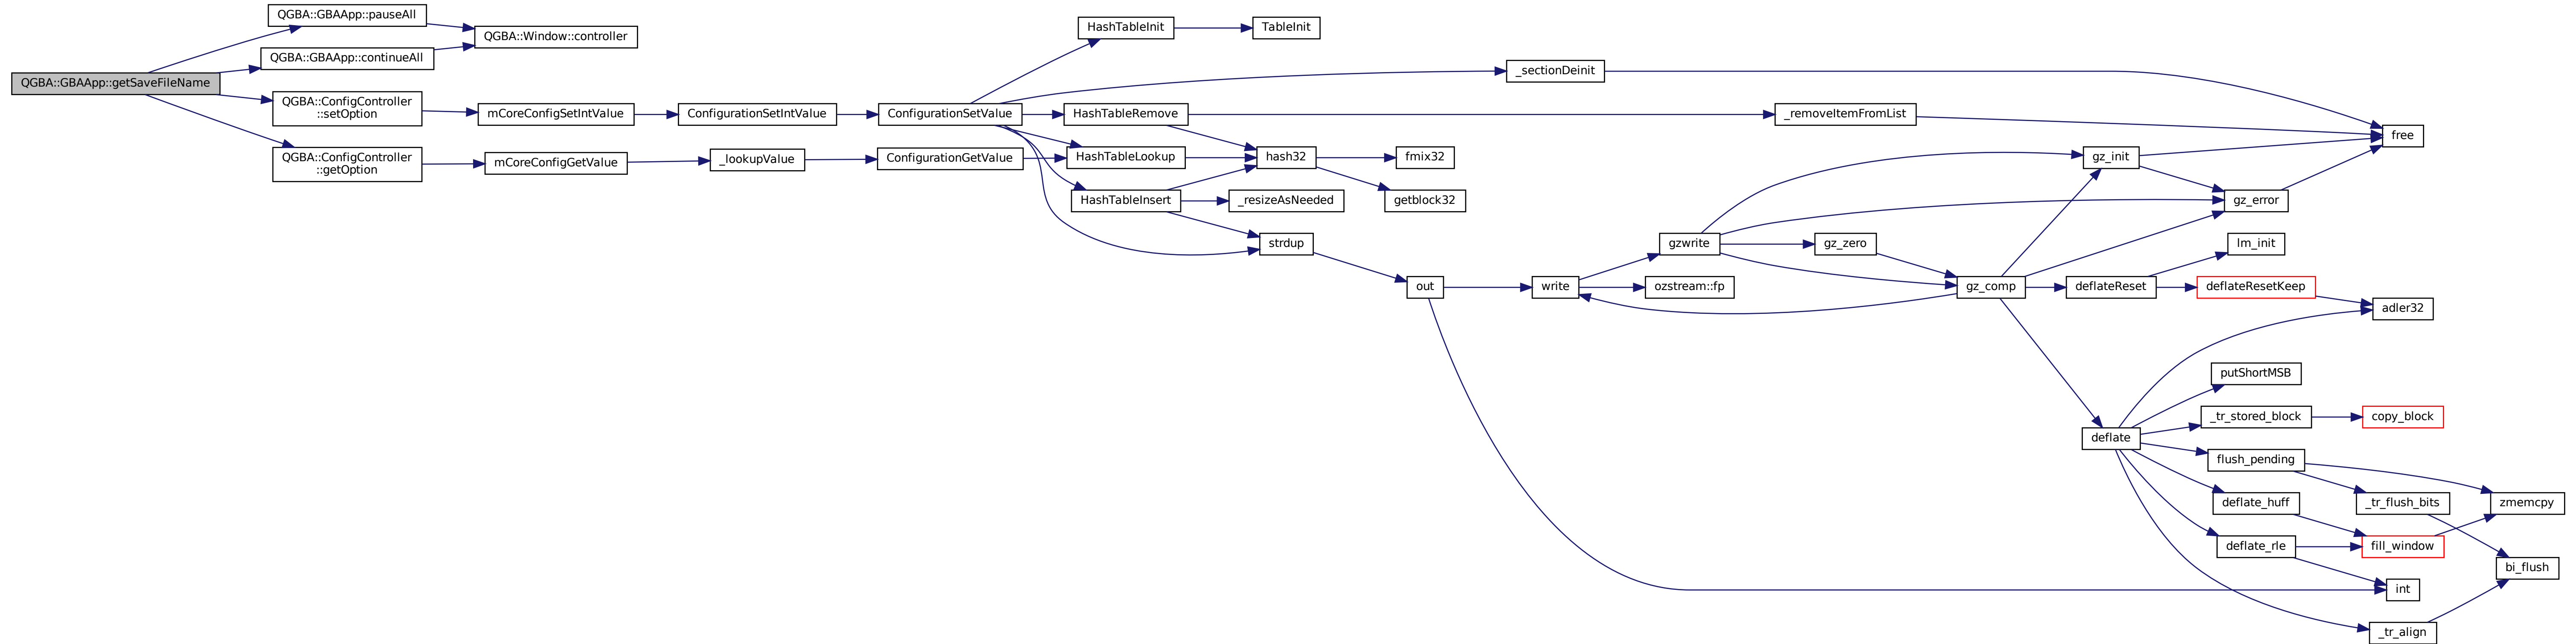 QGBA::GBAApp::getSaveFileName
QGBA::GBAApp::pauseAll
QGBA::GBAApp::continueAll
QGBA::Window::controller
QGBA::ConfigController
::setOption
QGBA::ConfigController
::getOption
mCoreConfigSetIntValue
mCoreConfigGetValue
ConfigurationSetIntValue
_lookupValue
ConfigurationSetValue
ConfigurationGetValue
HashTableInit
TableInit
HashTableRemove
HashTableLookup
HashTableInsert
hash32
_resizeAsNeeded
strdup
fmix32
getblock32
out
_sectionDeinit
write
gzwrite
ozstream::fp
_removeItemFromList
gz_zero
gz_comp
gz_init
deflateReset
deflate
free
gz_error
lm_init
deflateResetKeep
adler32
putShortMSB
_tr_stored_block
copy_block
flush_pending
deflate_huff
_tr_flush_bits
zmemcpy
deflate_rle
fill_window
bi_flush
int
_tr_align